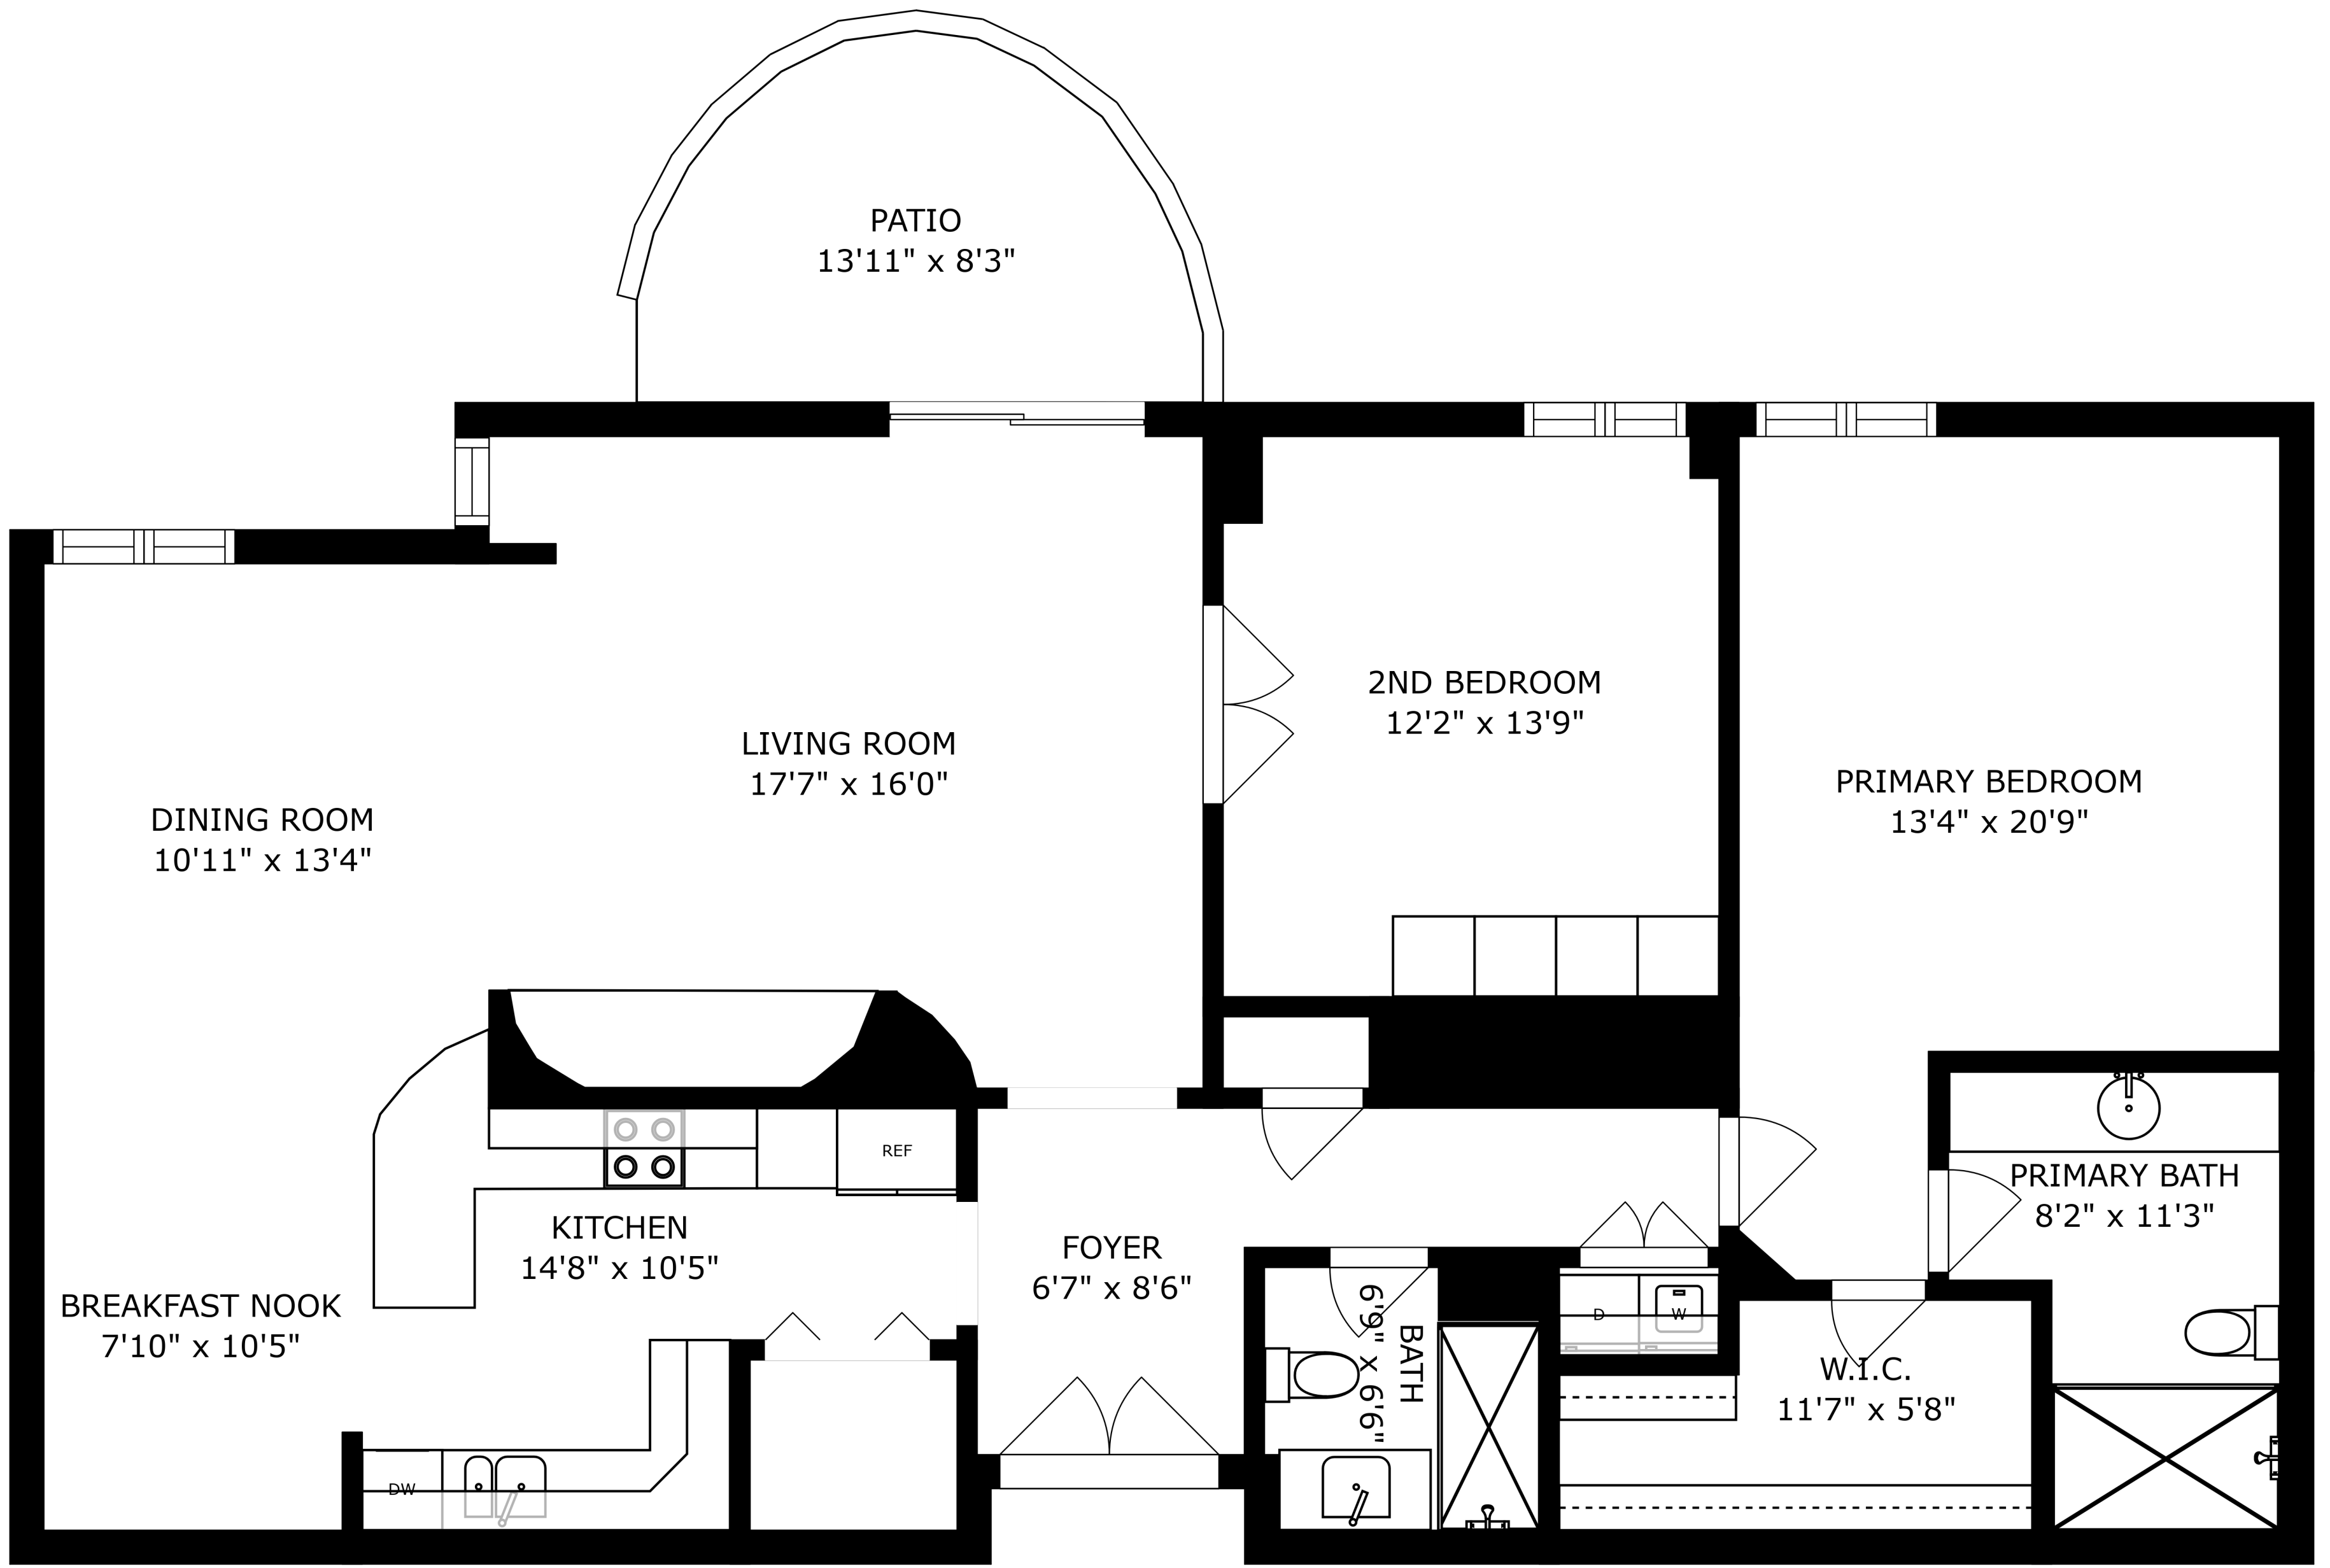 PATIO
13'11" x 8'3"
2ND BEDROOM
12'2" x 13'9"
LIVING ROOM
17'7" x 16'0"
PRIMARY BEDROOM
13'4" x 20'9"
DINING ROOM
10'11" x 13'4"
REF
PRIMARY BATH
8'2" x 11'3"
KITCHEN
14'8" x 10'5"
FOYER
6'7" x 8'6"
BREAKFAST NOOK
7'10" x 10'5"
BATH
6'9" x 6'6"
D
W
W.I.C.
11'7" x 5'8"
DW